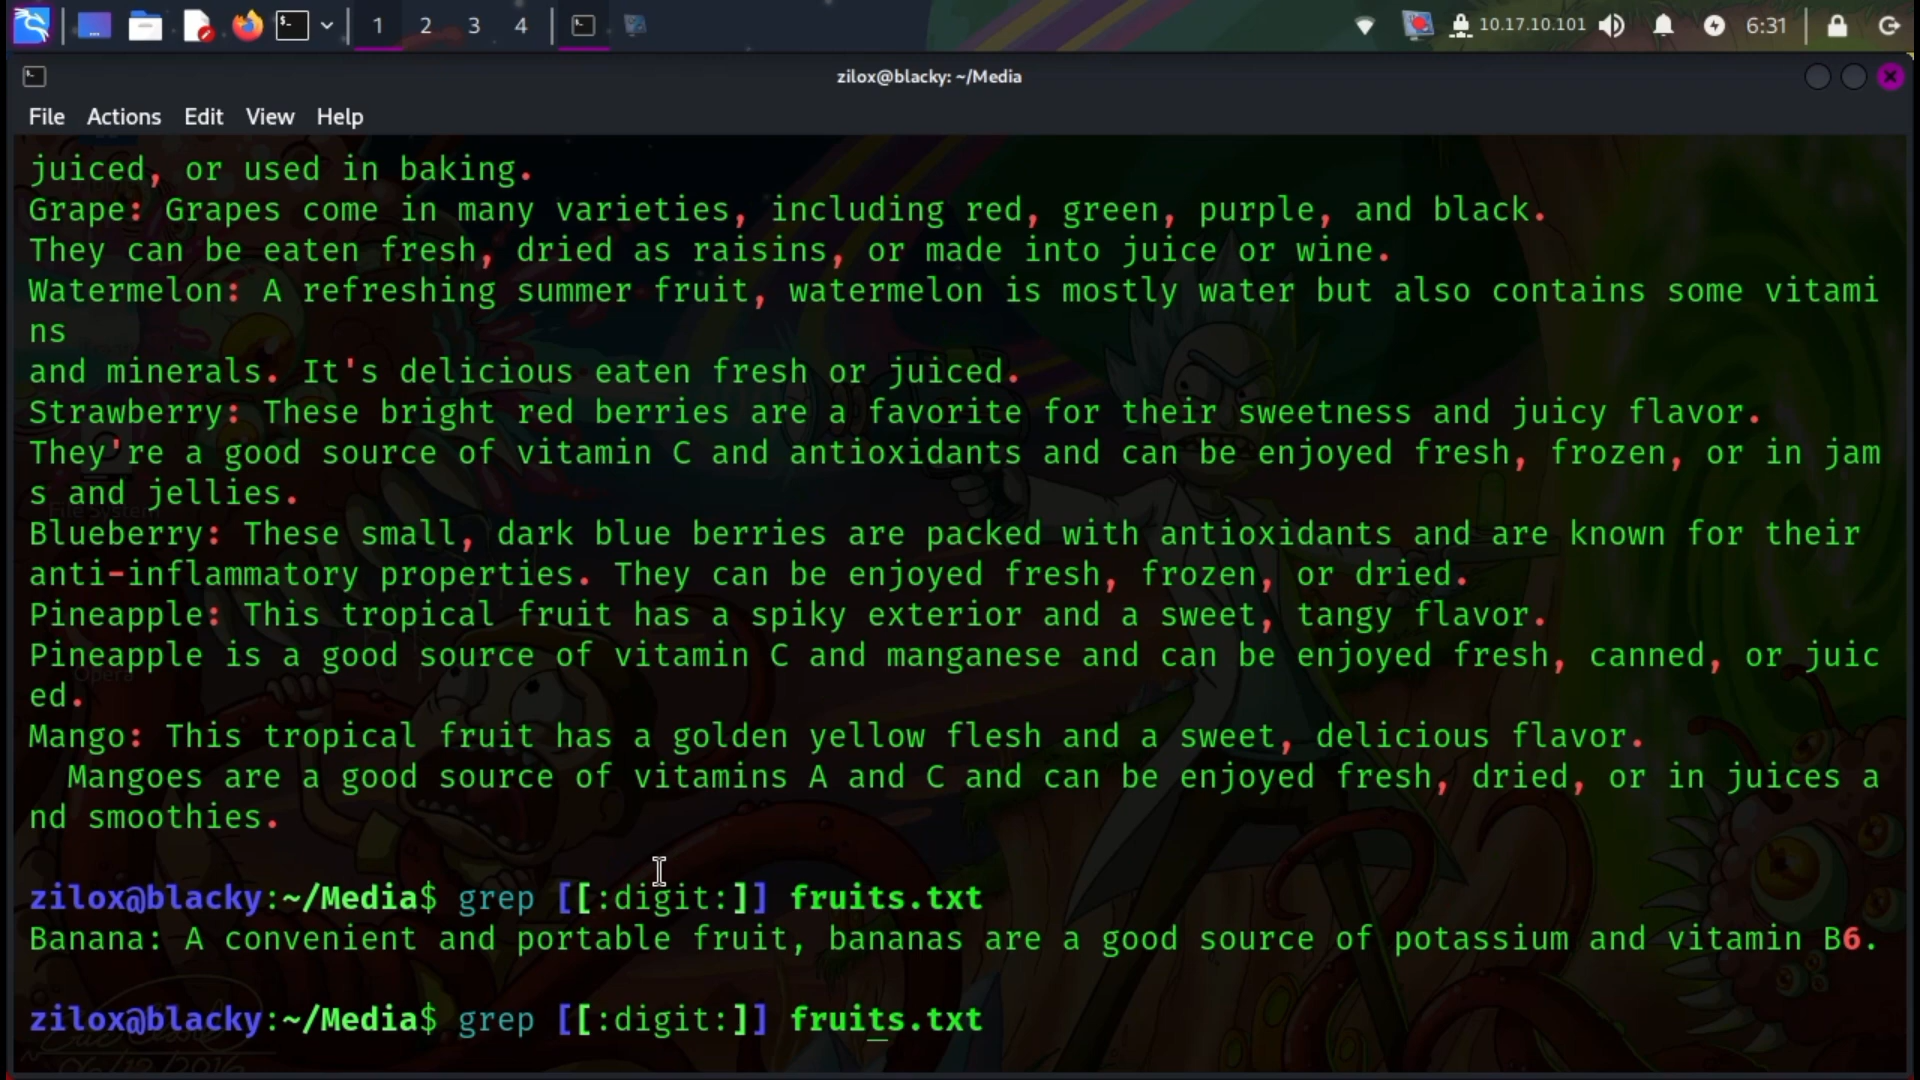 1 2 3 4 10.17.10.101 6:31
zilox@blacky: ~/Media
File Actions Edit View Help
juiced, or used in baking.
Grape: Grapes come in many varieties, including red, green, purple, and black.
They can be eaten fresh, dried as raisins, or made into juice or wine.
Watermelon: A refreshing summer fruit, watermelon is mostly water but also contains some vitami
ns
and minerals. It's delicious eaten fresh or juiced.
Strawberry: These bright red berries are a favorite for their sweetness and juicy flavor.
They're a good source of vitamin C and antioxidants and can be enjoyed fresh, frozen, or in jam
s and jellies.
File System
Blueberry: These small, dark blue berries are packed with antioxidants and are known for their
anti-inflammatory properties. They can be enjoyed fresh, frozen, or dried.
Pineapple: This tropical fruit has a spiky exterior and a sweet, tangy flavor.
Pineapple is a good source of vitamin C and manganese and can be enjoyed fresh, canned, or juic
Opera
ed.
Mango: This tropical fruit has a golden yellow flesh and a sweet, delicious flavor.
Mangoes are a good source of vitamins A and C and can be enjoyed fresh, dried, or in juices a
nd smoothies.
zilox@blacky:~/Media$ grep [[:digit:]] fruits.txt
Banana: A convenient and portable fruit, bananas are a good source of potassium and vitamin B6.
zilox@blacky:~/Media$ grep [[:digit:]] fruits.txt
06/12/2016